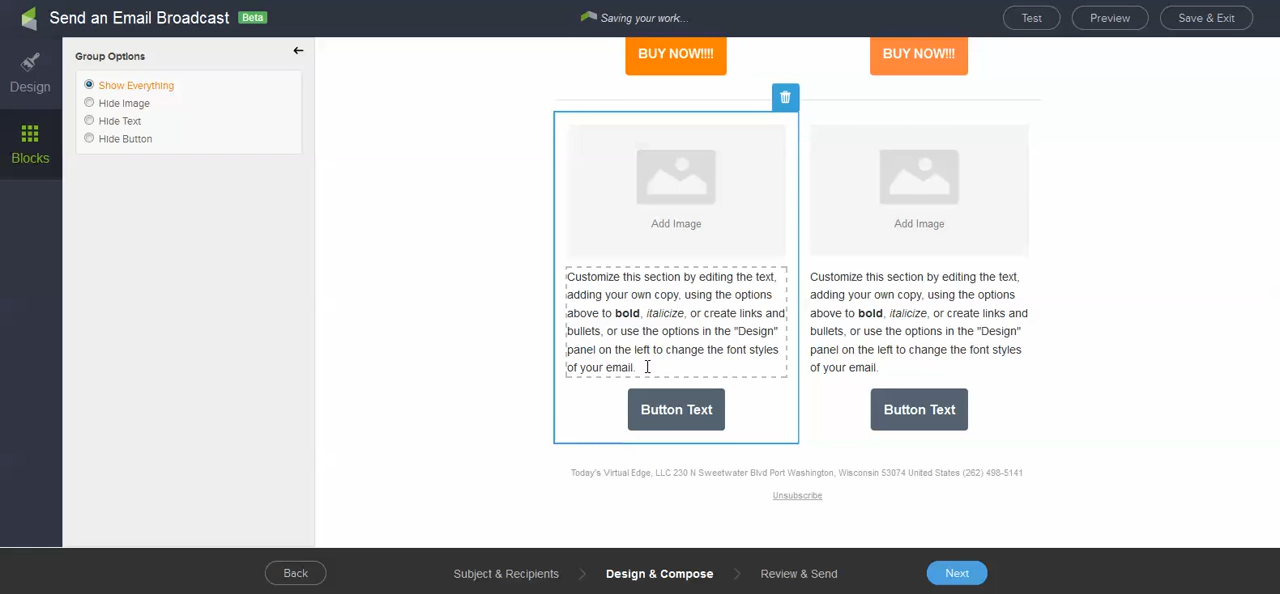 Send an Email Broadcast Beta
Saving your work...
Test
Preview
Save & Exit
Design
Blocks
Group Options
Show Everything
Hide Image
Hide Text
Hide Button
BUY NOW!!!!
BUY NOW!!!
Add Image
Customize this section by editing the text,
adding your own copy, using the options
above to bold, italicize, or create links and
bullets, or use the options in the "Design"
panel on the left to change the font styles
of your email.
Button Text
Add Image
Customize this section by editing the text,
adding your own copy, using the options
above to bold, italicize, or create links and
bullets, or use the options in the "Design"
panel on the left to change the font styles
of your email.
Button Text
Today's Virtual Edge, LLC 230 N Sweetwater Blvd Port Washington, Wisconsin 53074 United States (262) 498-5141
Unsubscribe
Back
Subject & Recipients
Design & Compose
Review & Send
Next